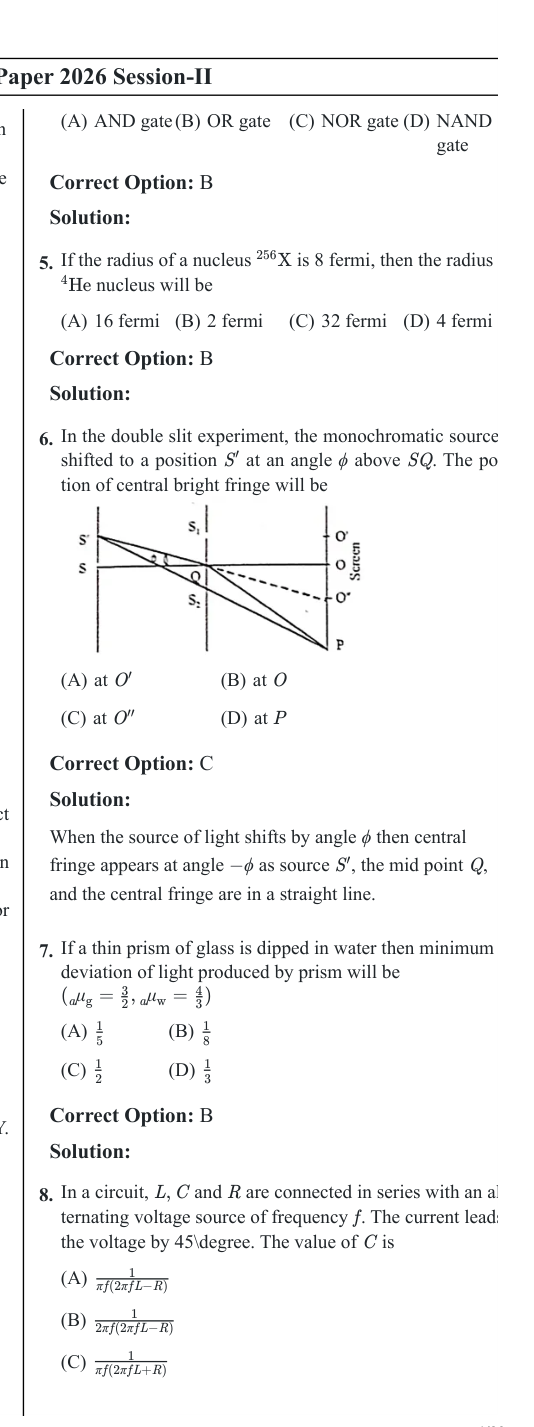 Paper 2026 Session-II
(A) AND gate (B) OR gate (C) NOR gate (D) NAND
gate
Correct Option: B
Solution:
5. If the radius of a nucleus ²⁵⁶X is 8 fermi, then the radius
⁴He nucleus will be
(A) 16 fermi (B) 2 fermi (C) 32 fermi (D) 4 fermi
Correct Option: B
Solution:
6. In the double slit experiment, the monochromatic source
shifted to a position S′ at an angle ϕ above SQ. The po
tion of central bright fringe will be
S₁
S'
O'
S
O
Screen
Q
S₂
O"
P
(A) at O′ (B) at O
(C) at O″ (D) at P
Correct Option: C
Solution:
When the source of light shifts by angle ϕ then central
fringe appears at angle −ϕ as source S′, the mid point Q,
and the central fringe are in a straight line.
7. If a thin prism of glass is dipped in water then minimum
deviation of light produced by prism will be
(ₐμg = 3/2, ₐμw = 4/3)
(A) 1/5 (B) 1/8
(C) 1/2 (D) 1/3
Correct Option: B
Solution:
8. In a circuit, L, C and R are connected in series with an al
ternating voltage source of frequency f. The current lead
the voltage by 45\degree. The value of C is
(A) 1/πf(2πfL−R)
(B) 1/2πf(2πfL−R)
(C) 1/πf(2πfL+R)